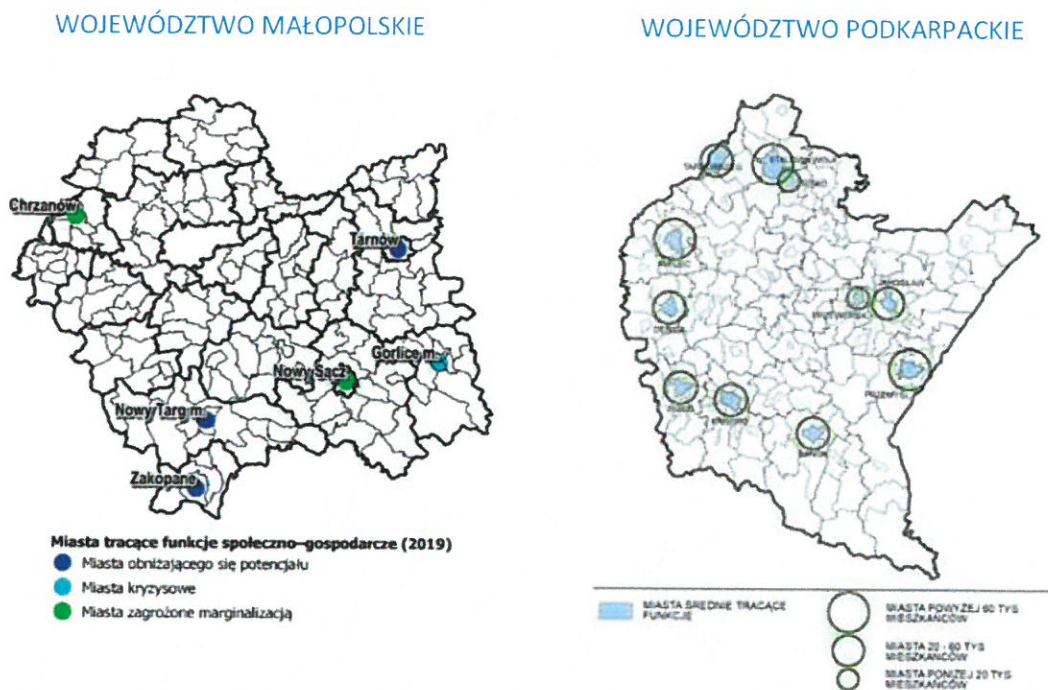 WOJEWÓDZTWO MAŁOPOLSKIE
WOJEWÓDZTWO PODKARPACKIE
Chrzanów
Tarnów
Gorlice m.
Nowy Sącz
Nowy Targ m.
Zakopane
Miasta tracące funkcje społeczno-gospodarcze (2019)
Miasta obniżającego się potencjału
Miasta kryzysowe
Miasta zagrożone marginalizacją
MIASTA ŚREDNIE TRACĄCE
FUNKCJE
MIASTA POWYŻEJ 60 TYS
MIESZKAŃCÓW
MIASTA 20 - 60 TYS
MIESZKAŃCÓW
MIASTA PONIŻEJ 20 TYS
MIESZKAŃCÓW